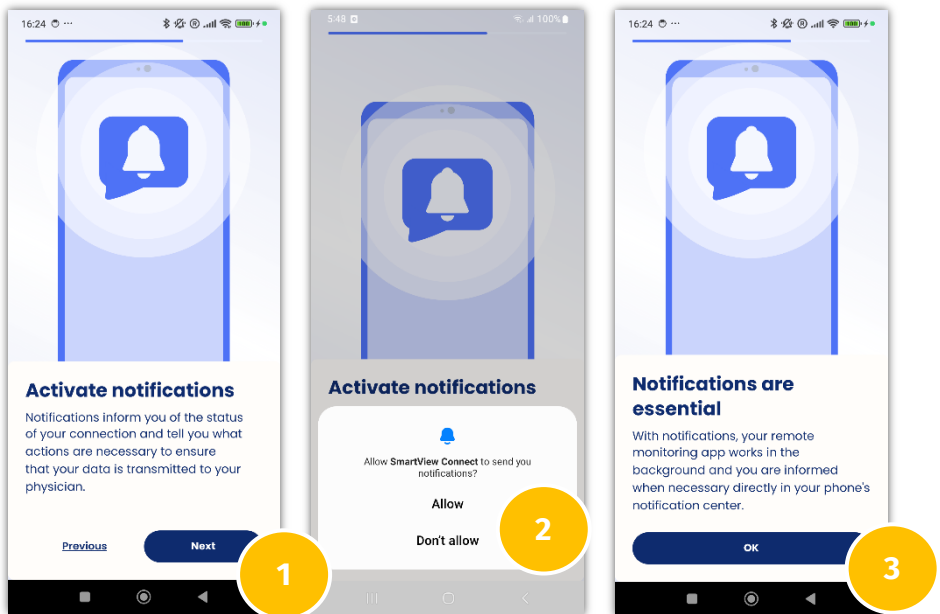 16:24
100
Activate notifications
Notifications inform you of the status
of your connection and tell you what
actions are necessary to ensure
that your data is transmitted to your
physician.
Previous
Next
1
5:48
100%
Activate notifications
Allow SmartView Connect to send you
notifications?
Allow
Don't allow
2
16:24
100
Notifications are
essential
With notifications, your remote
monitoring app works in the
background and you are informed
when necessary directly in your phone's
notification center.
OK
3